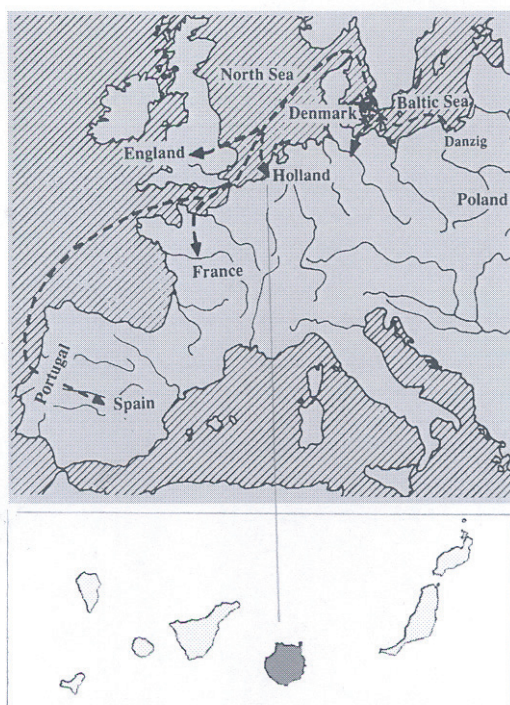 North Sea
Denmark
Baltic Sea
England
Danzig
Holland
Poland
France
Portugal
Spain